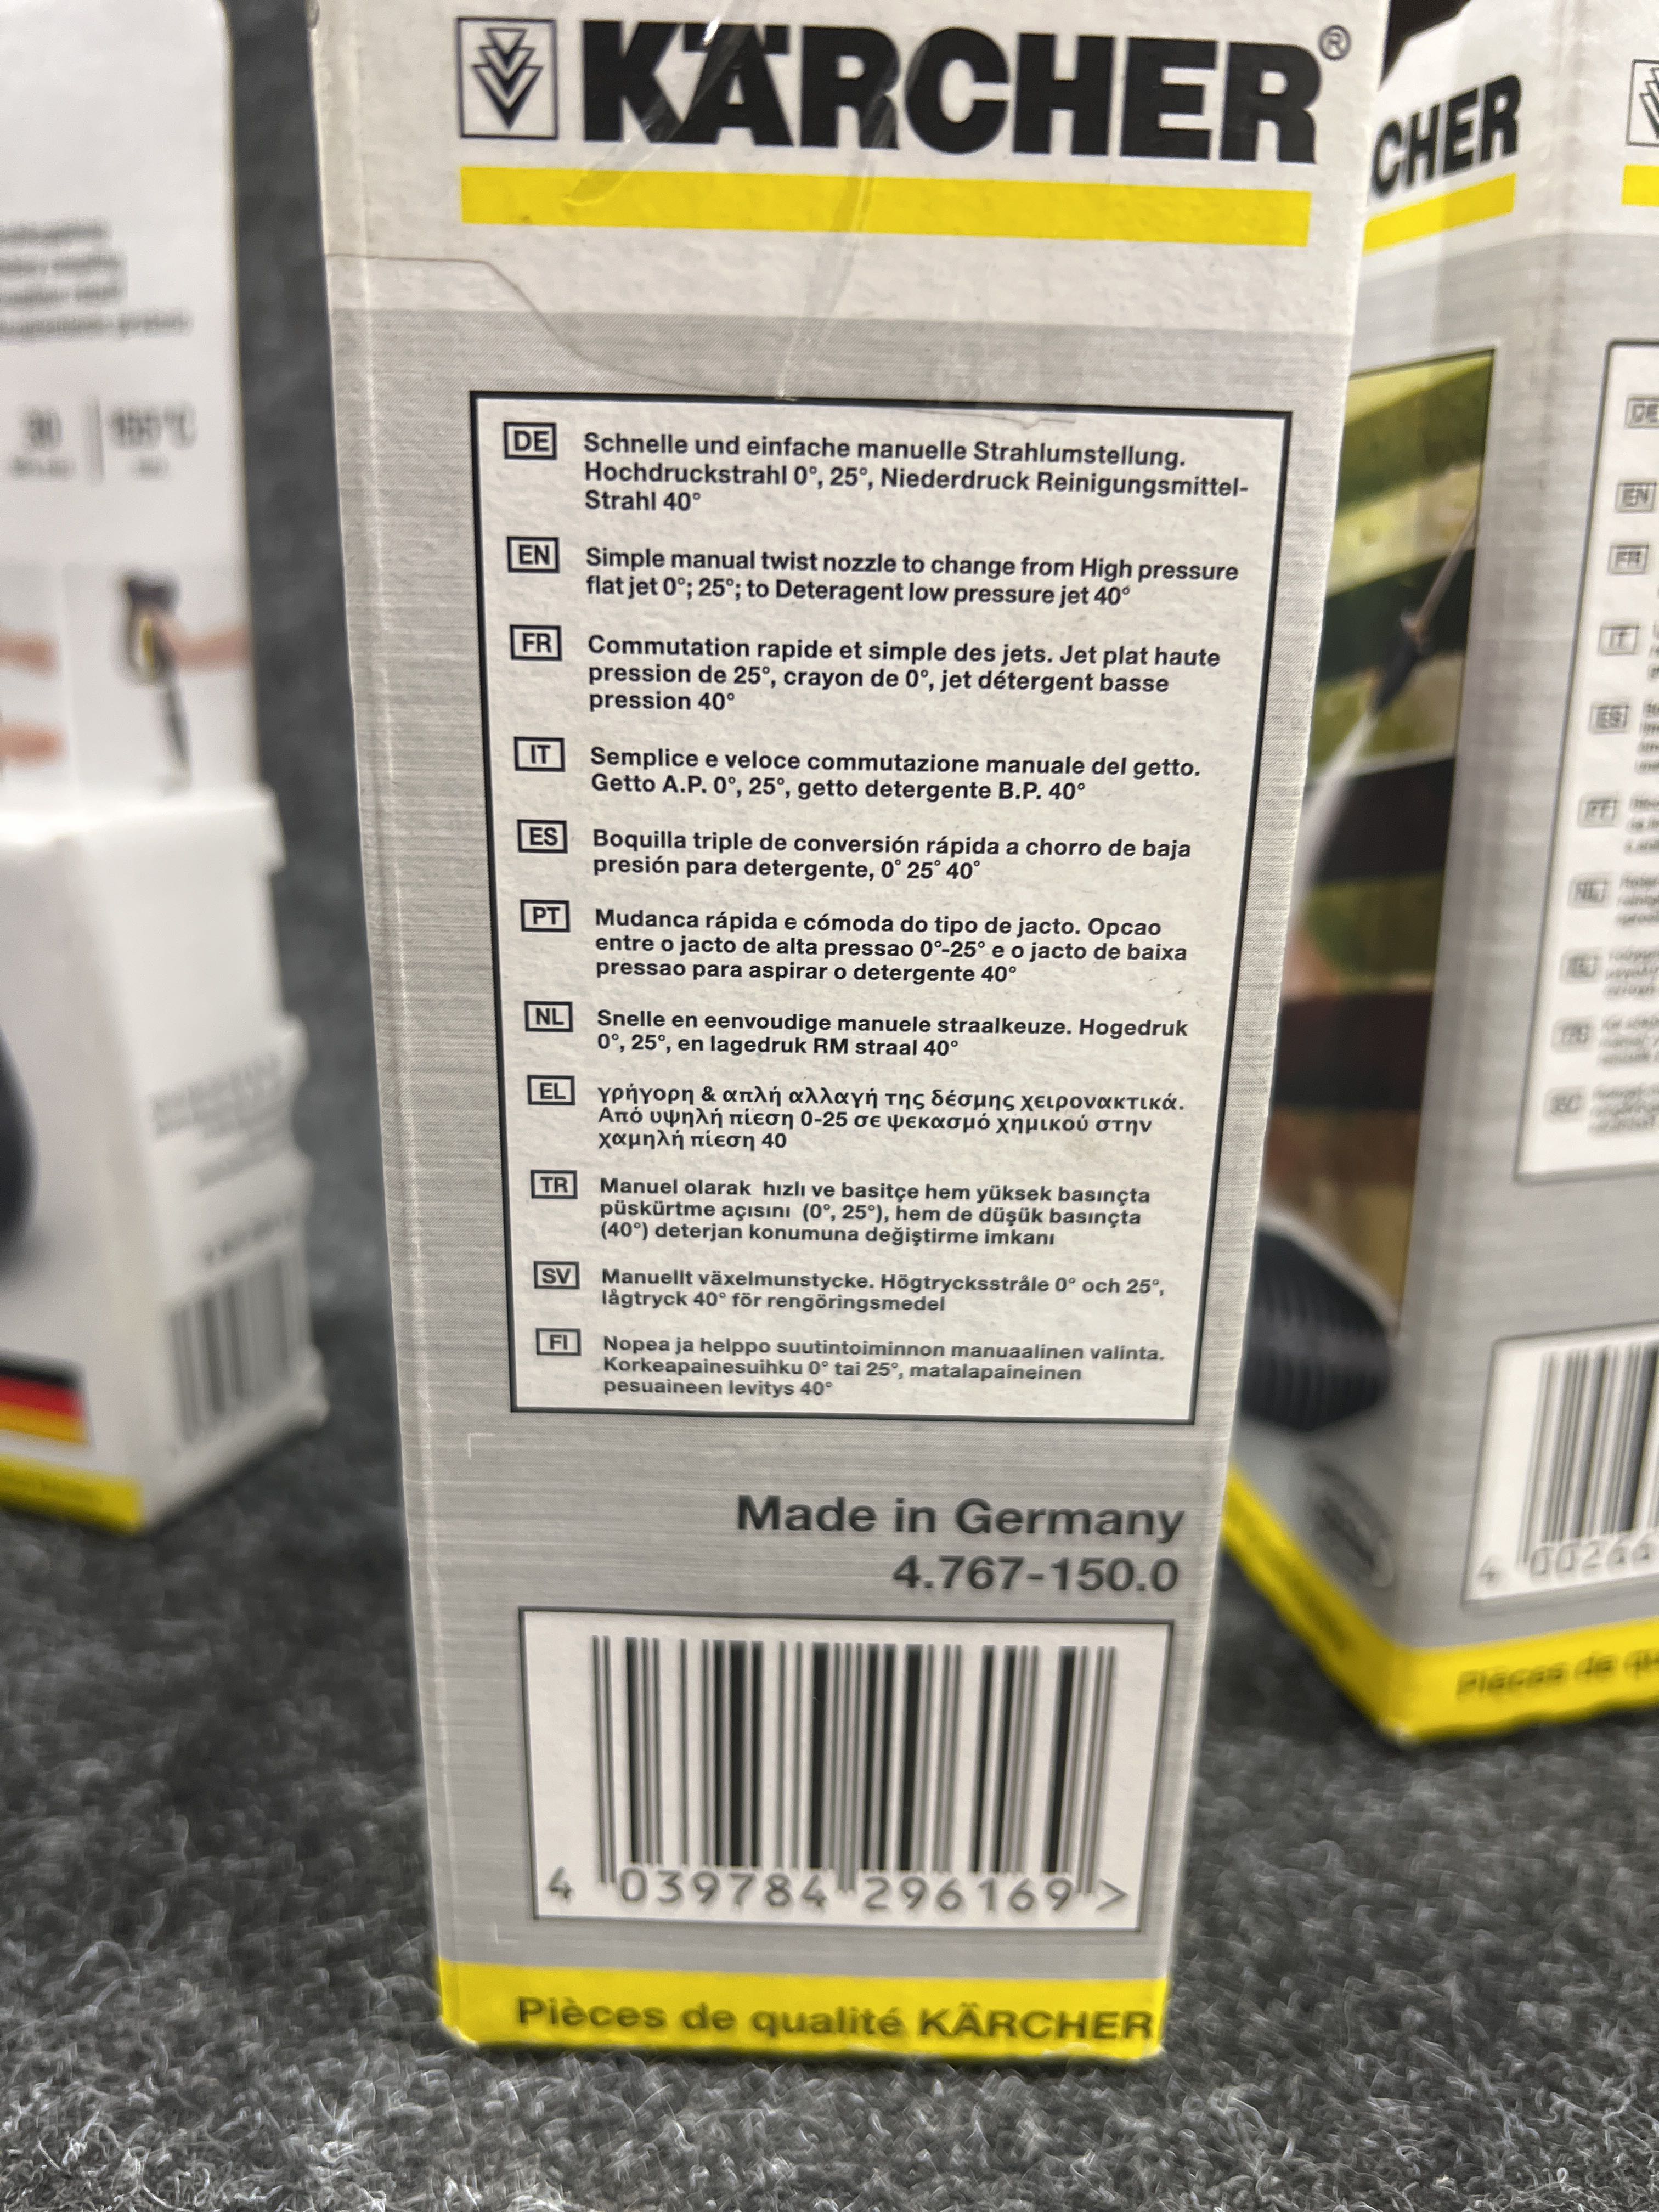 KÄRCHER®
DE Schnelle und einfache manuelle Strahlumstellung.
Hochdruckstrahl 0°, 25°, Niederdruck Reinigungsmittel-
Strahl 40°
EN Simple manual twist nozzle to change from High pressure
flat jet 0°; 25°; to Deteragent low pressure jet 40°
FR Commutation rapide et simple des jets. Jet plat haute
pression de 25°, crayon de 0°, jet détergent basse
pression 40°
IT Semplice e veloce commutazione manuale del getto.
Getto A.P. 0°, 25°, getto detergente B.P. 40°
ES Boquilla triple de conversión rápida a chorro de baja
presión para detergente, 0° 25° 40°
PT Mudanca rápida e cómoda do tipo de jacto. Opcao
entre o jacto de alta pressao 0°-25° e o jacto de baixa
pressao para aspirar o detergente 40°
NL Snelle en eenvoudige manuele straalkeuze. Hogedruk
0°, 25°, en lagedruk RM straal 40°
EL γρήγορη & απλή αλλαγή της δέσμης χειρονακτικά.
Από υψηλή πίεση 0-25 σε ψεκασμό χημικού στην
χαμηλή πίεση 40
TR Manuel olarak hızlı ve basitçe hem yüksek basınçta
püskürtme açısını (0°, 25°), hem de düşük basınçta
(40°) deterjan konumuna değiştirme imkanı
SV Manuellt växelmunstycke. Högtrycksstråle 0° och 25°,
lågtryck 40° för rengöringsmedel
FI Nopea ja helppo suutintoiminnon manuaalinen valinta.
Korkeapainesuihku 0° tai 25°, matalapaineinen
pesuaineen levitys 40°
Made in Germany
4.767-150.0
4 039784 296169 >
Pièces de qualité KÄRCHER
CHER
DE
EN
FR
IT
ES
PT
NL
Pièces de